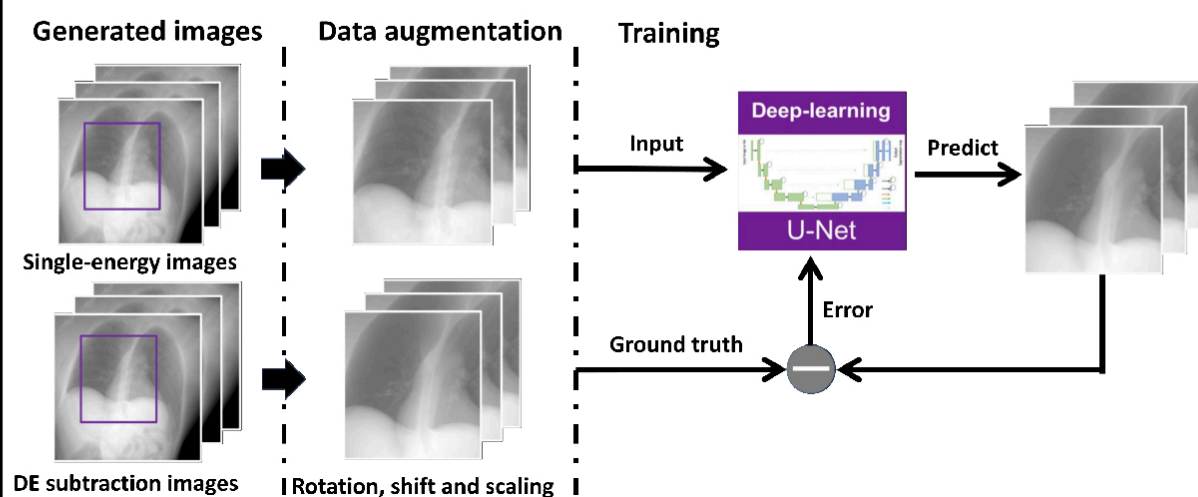 Generated images
Data augmentation
Training
Deep-learning
U-Net
Input
Predict
Single-energy images
Error
Ground truth
DE subtraction images
Rotation, shift and scaling